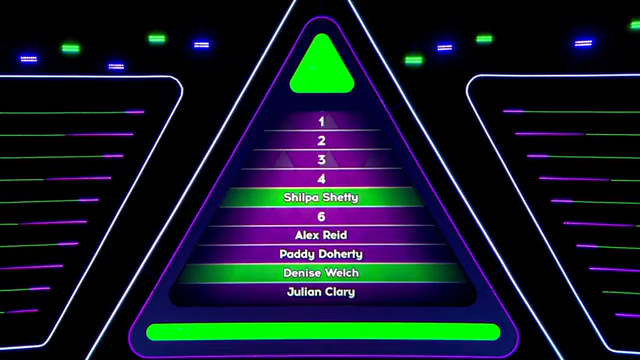 1
2
3
4
Shilpa Shetty
6
Alex Reid
Paddy Doherty
Denise Welch
Julian Clary